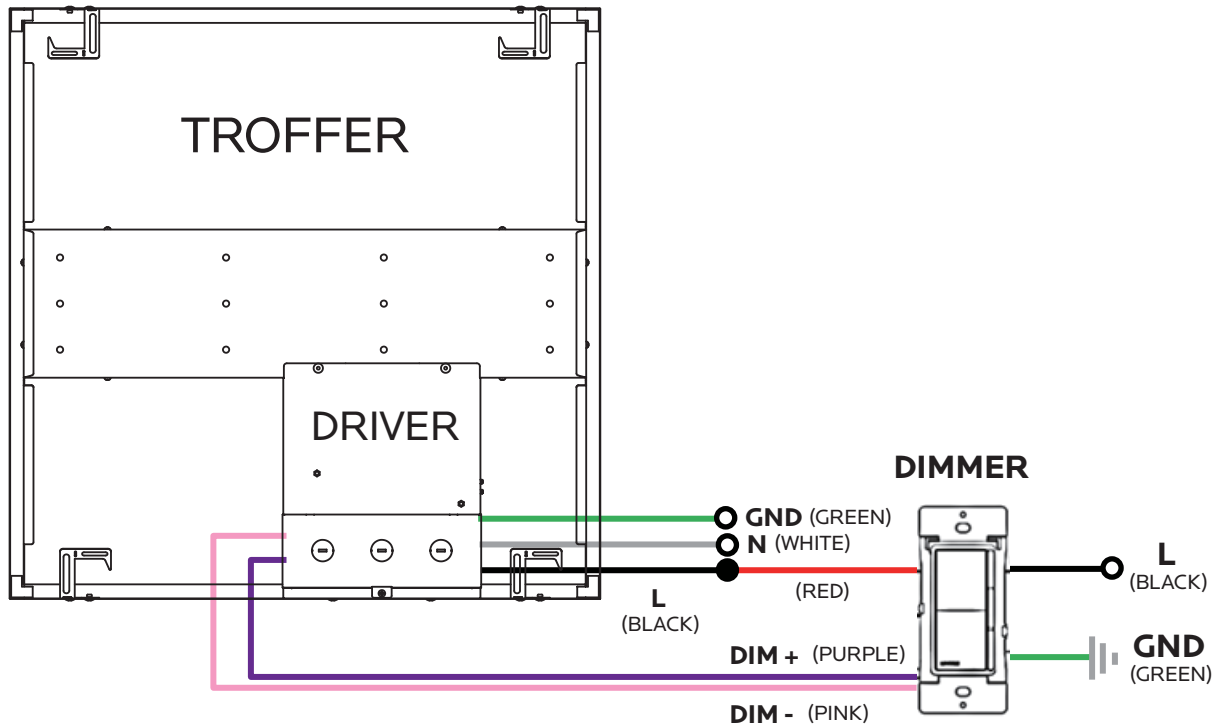 TROFFER
DRIVER
DIMMER
GND (GREEN)
N (WHITE)
L
(BLACK)
(RED)
L
(BLACK)
DIM + (PURPLE)
GND
(GREEN)
DIM - (PINK)